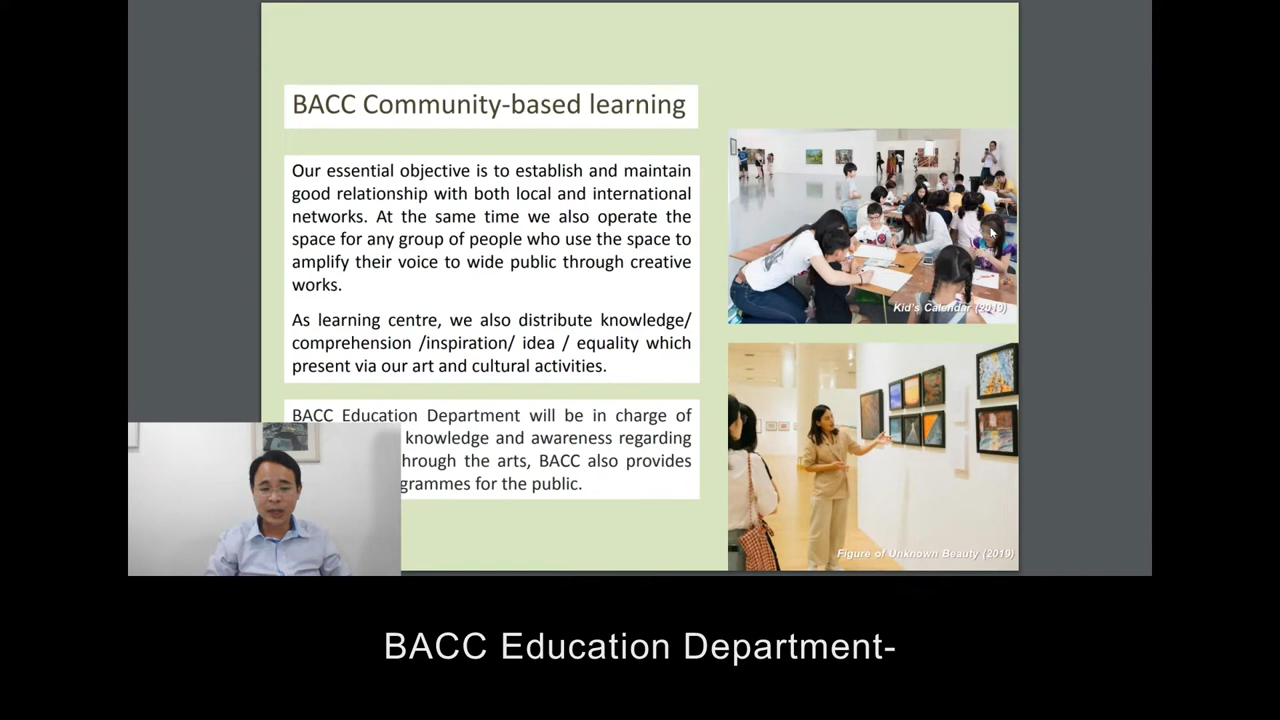 BACC Community-based learning
Our essential objective is to establish and maintain
good relationship with both local and international
networks. At the same time we also operate the
space for any group of people who use the space to
amplify their voice to wide public through creative
works.
As learning centre, we also distribute knowledge/
comprehension /inspiration/ idea / equality which
present via our art and cultural activities.
BACC Education Department will be in charge of
knowledge and awareness regarding
through the arts, BACC also provides
grammes for the public.
Kid's Calendar (2019)
Figure of Unknown Beauty (2019)
BACC Education Department-